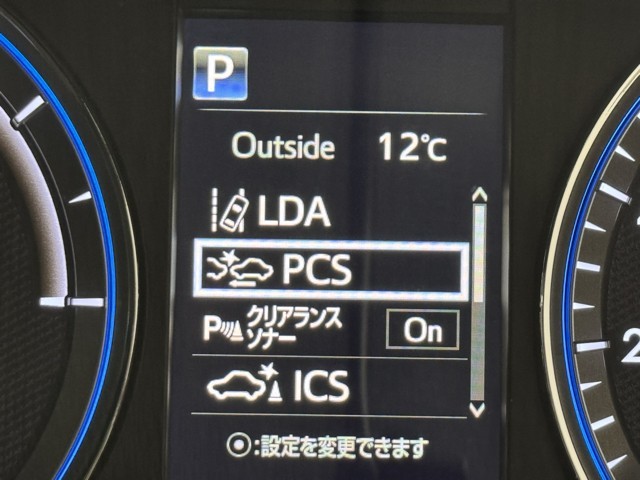 P
Outside 12℃
LDA
PCS
P クリアランス
ソナー On
ICS
:設定を変更できます
2